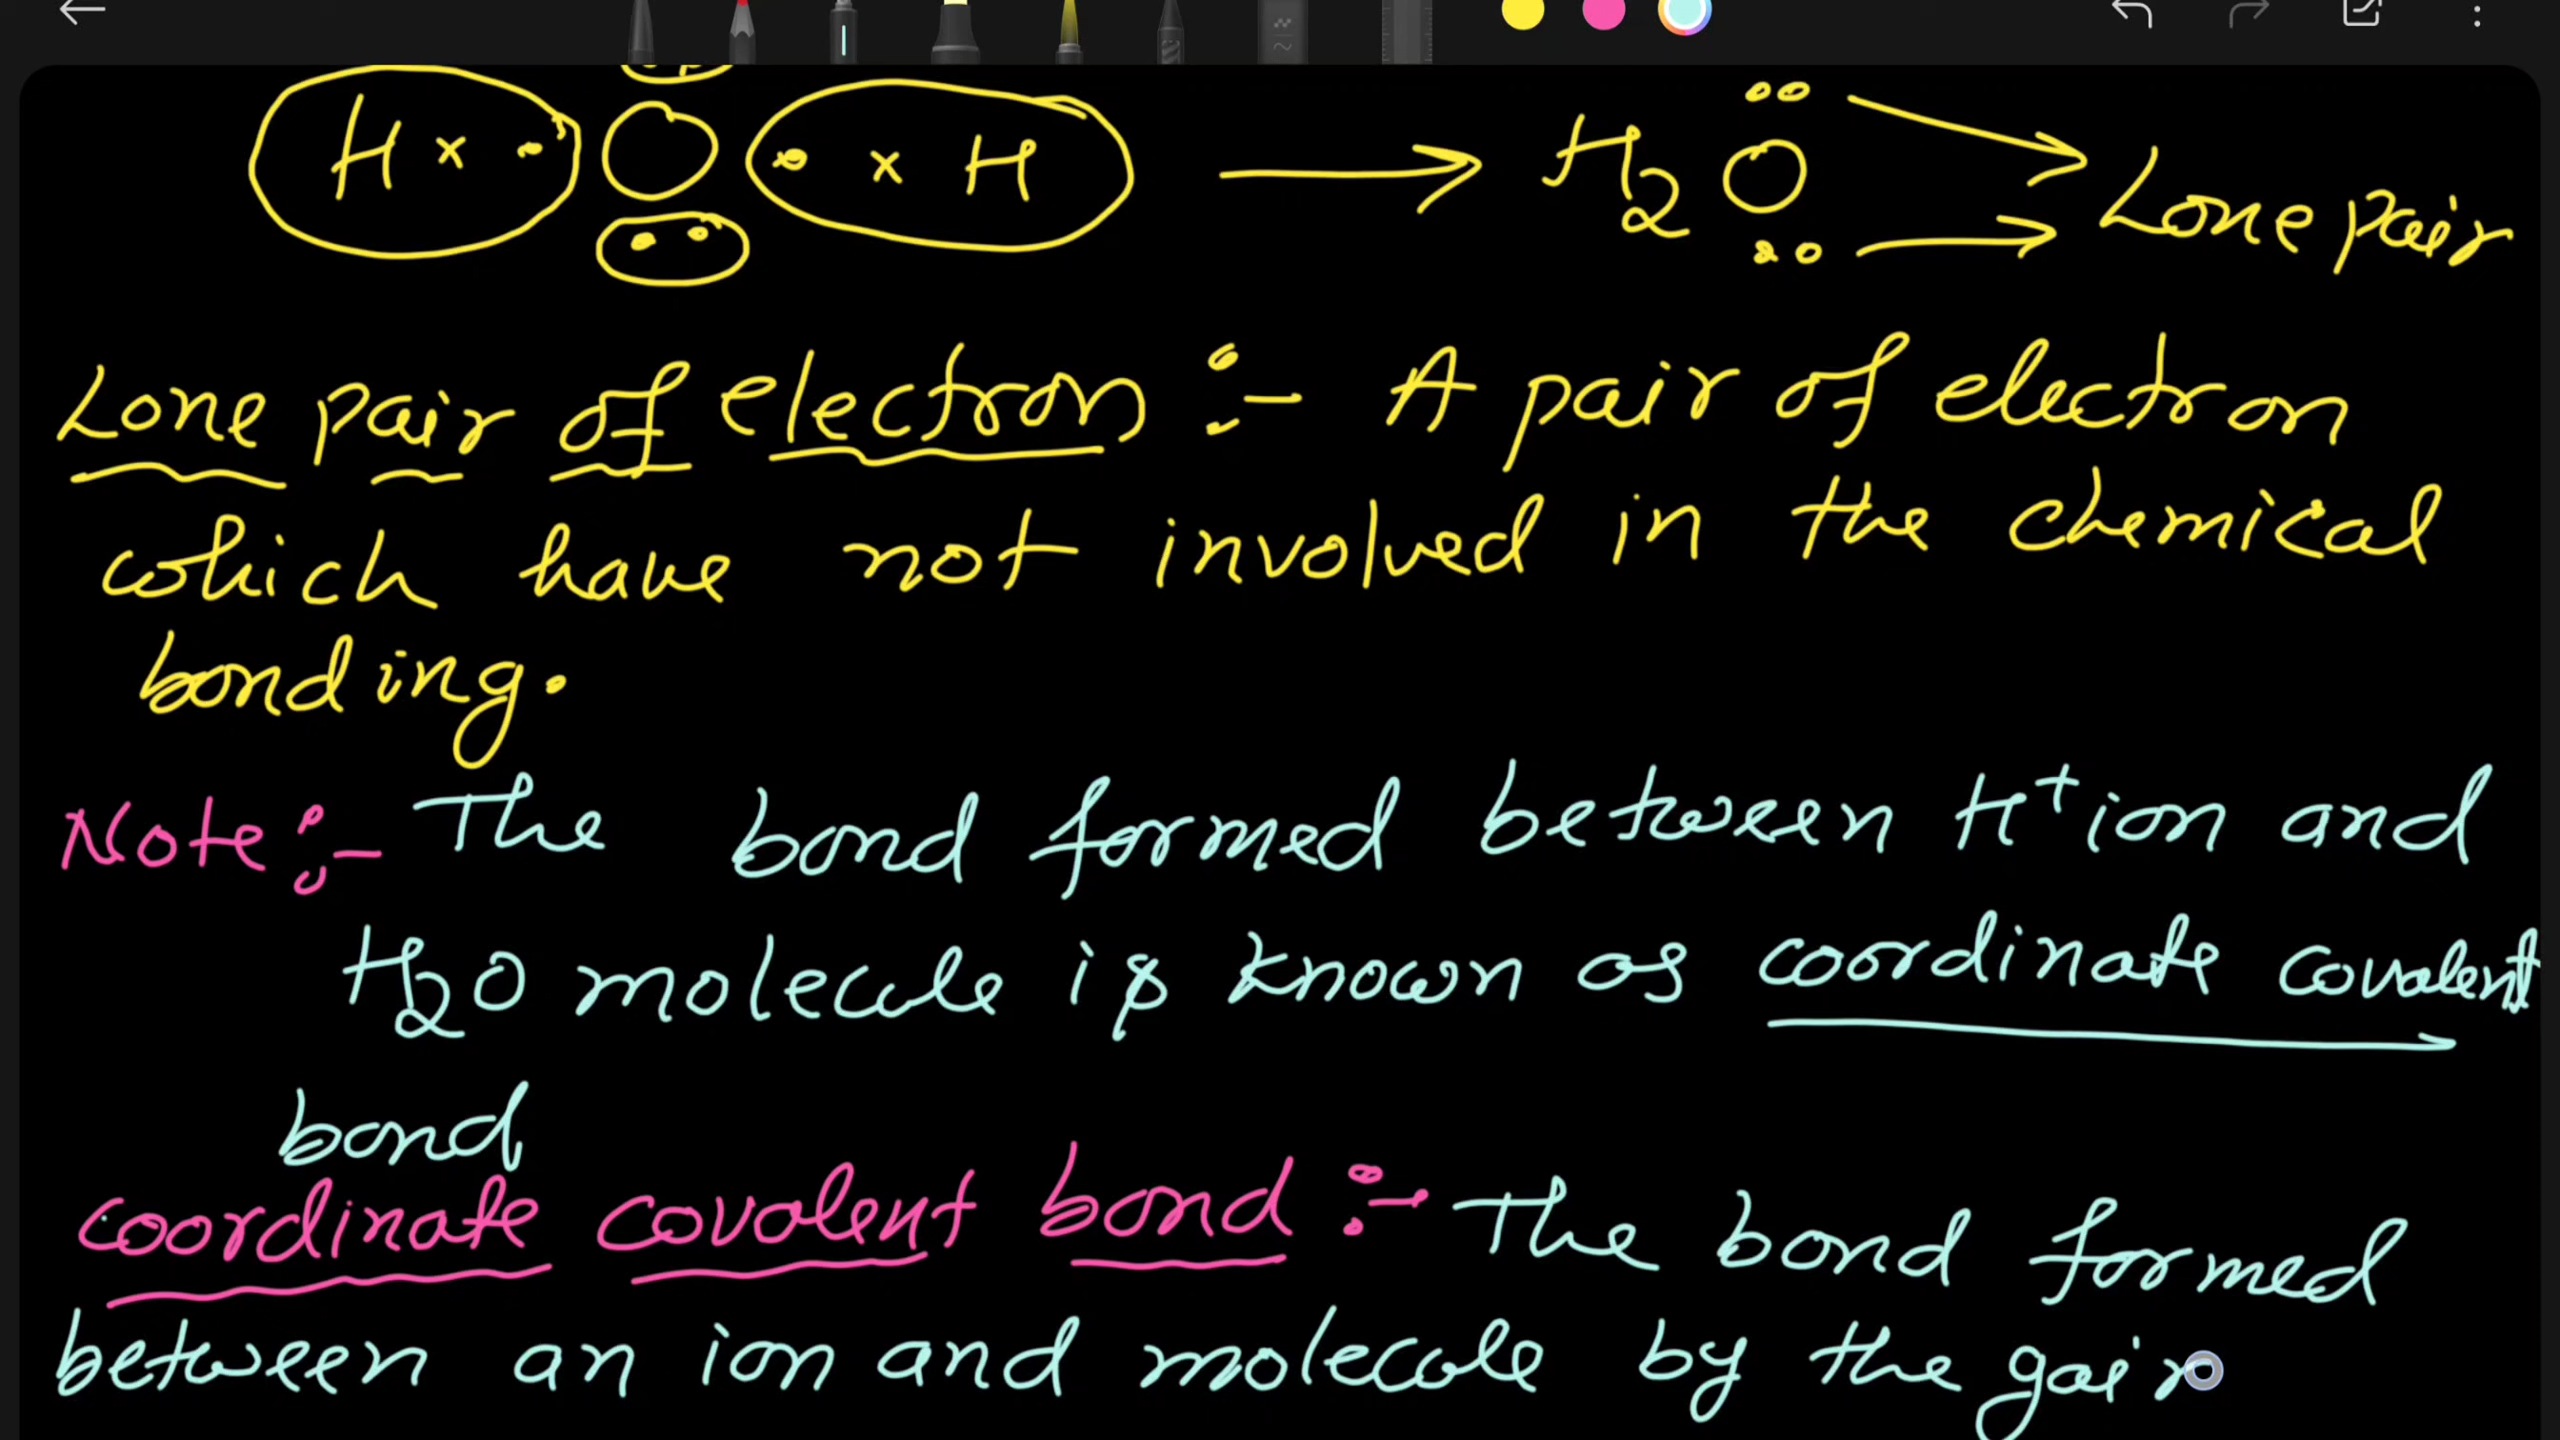 H x · O · x H → H₂O Lone pair
Lone pair of electron :- A pair of electron
which have not involved in the chemical
bonding.
Note :- The bond formed between H⁺ ion and
H₂O molecule is known as coordinate covalent
bond
coordinate covalent bond :- The bond formed
between an ion and molecule by the gair